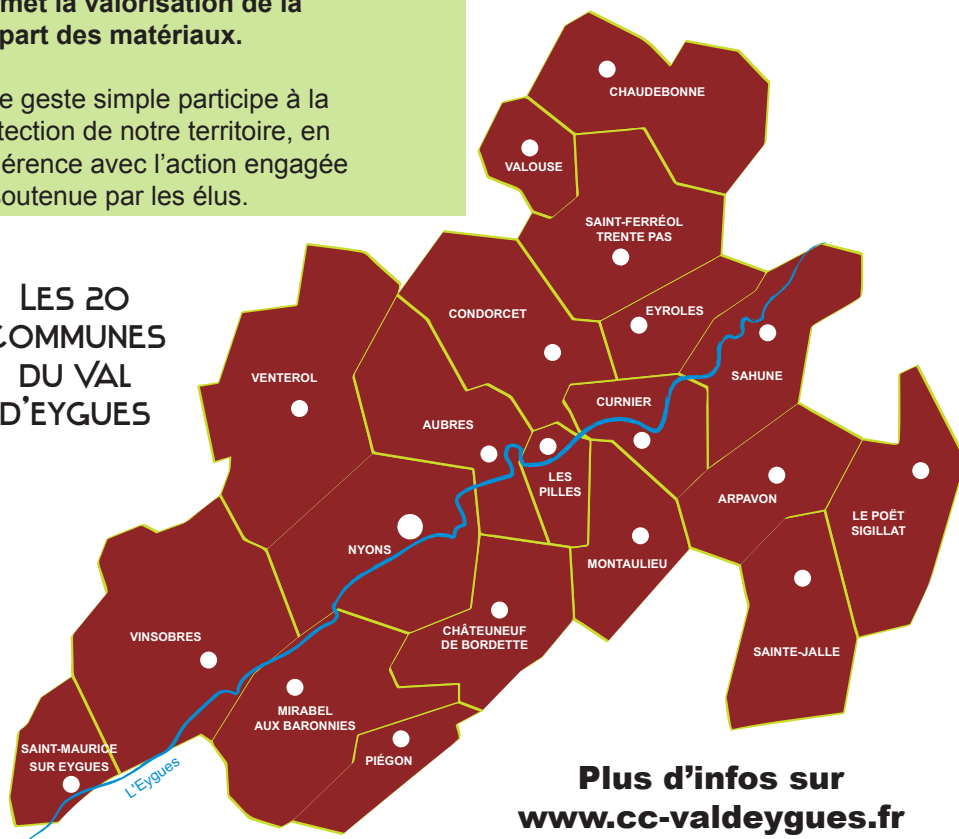 met la valorisation de la
part des matériaux.
e geste simple participe à la
tection de notre territoire, en
érence avec l'action engagée
soutenue par les élus.
LES 20
COMMUNES
DU VAL
D'EYGUES
CHAUDEBONNE
VALOUSE
SAINT-FERRÉOL
TRENTE PAS
CONDORCET
EYROLES
SAHUNE
VENTEROL
AUBRES
CURNIER
LES
PILLES
ARPAVON
LE POËT
SIGILLAT
NYONS
MONTAULIEU
VINSOBRES
CHÂTEUNEUF
DE BORDETTE
SAINTE-JALLE
MIRABEL
AUX BARONNIES
SAINT-MAURICE
SUR EYGUES
PIÉGON
L'Eygues
Plus d'infos sur
www.cc-valdeygues.fr